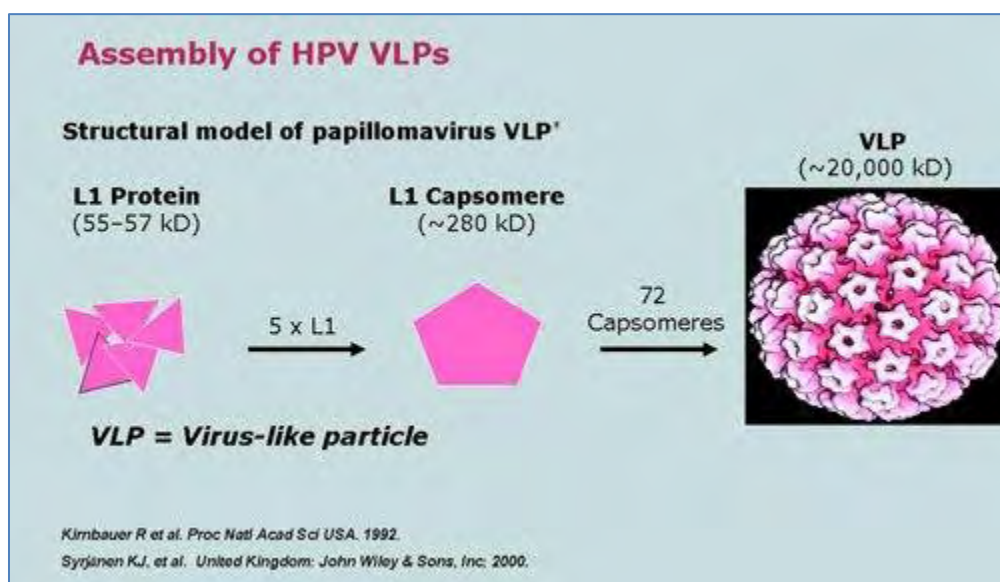 Assembly of HPV VLPs
Structural model of papillomavirus VLP*
L1 Protein
(55–57 kD)
5 x L1
L1 Capsomere
(~280 kD)
72
Capsomeres
VLP
(~20,000 kD)
VLP = Virus-like particle
Kirnbauer R et al. Proc Natl Acad Sci USA. 1992.
Syrjänen KJ, et al. United Kingdom: John Wiley & Sons, Inc; 2000.